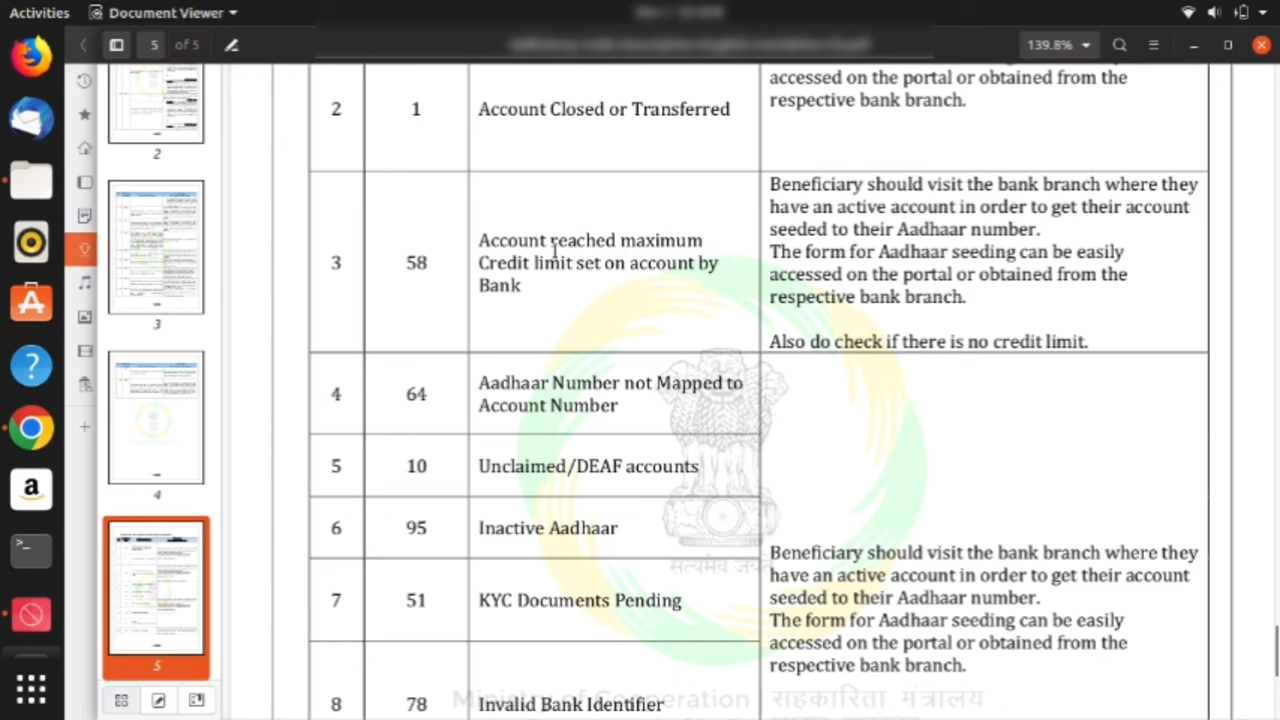 Activities
Document Viewer
5 of 5
139.8%
accessed on the portal or obtained from the
respective bank branch.
2 1 Account Closed or Transferred
Beneficiary should visit the bank branch where they
have an active account in order to get their account
seeded to their Aadhaar number.
The form for Aadhaar seeding can be easily
accessed on the portal or obtained from the
respective bank branch.
Also do check if there is no credit limit.
3 58 Account reached maximum
Credit limit set on account by
Bank
4 64 Aadhaar Number not Mapped to
Account Number
5 10 Unclaimed/DEAF accounts
6 95 Inactive Aadhaar
7 51 KYC Documents Pending
8 78 Invalid Bank Identifier
Beneficiary should visit the bank branch where they
have an active account in order to get their account
seeded to their Aadhaar number.
The form for Aadhaar seeding can be easily
accessed on the portal or obtained from the
respective bank branch.
सत्यमेव जयते
Ministry of Cooperation | सहकारिता मंत्रालय
2
3
4
5